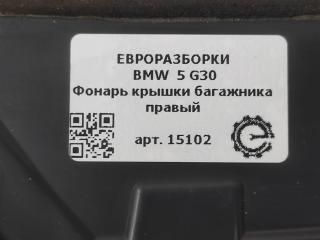 ЕВРОРАЗБОРКИ
BMW 5 G30
Фонарь крышки багажника
правый
арт. 15102